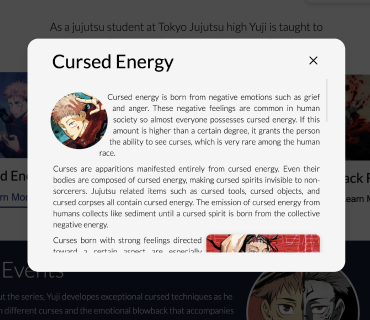 As a jujutsu student at Tokyo Jujutsu high Yuji is taught to
Cursed Energy
Cursed energy is born from negative emotions such as grief
and anger. These negative feelings are common in human
society so almost everyone possesses cursed energy. If this
amount is higher than a certain degree, it grants the person
the ability to see curses, which is very rare among the human
race.
Curses are apparitions manifested entirely from cursed energy. Even their
bodies are composed of cursed energy, making cursed spirits invisible to non-
sorcerers. Jujutsu related items such as cursed tools, cursed objects, and
cursed corpses all contain cursed energy. The emission of cursed energy from
humans collects like sediment until a cursed spirit is born from the collective
negative energy.
Curses born with strong feelings directed
toward a certain aspect are especially
Events
the series, Yuji developes exceptional cursed techniques as he
different curses and the emotional blowback that accompanies